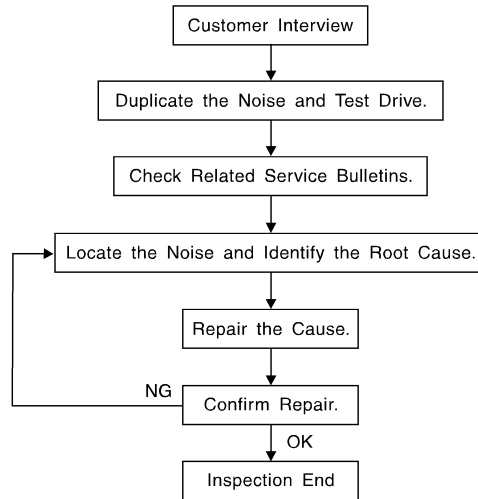 Customer Interview
Duplicate the Noise and Test Drive.
Check Related Service Bulletins.
Locate the Noise and Identify the Root Cause.
Repair the Cause.
NG
Confirm Repair.
OK
Inspection End